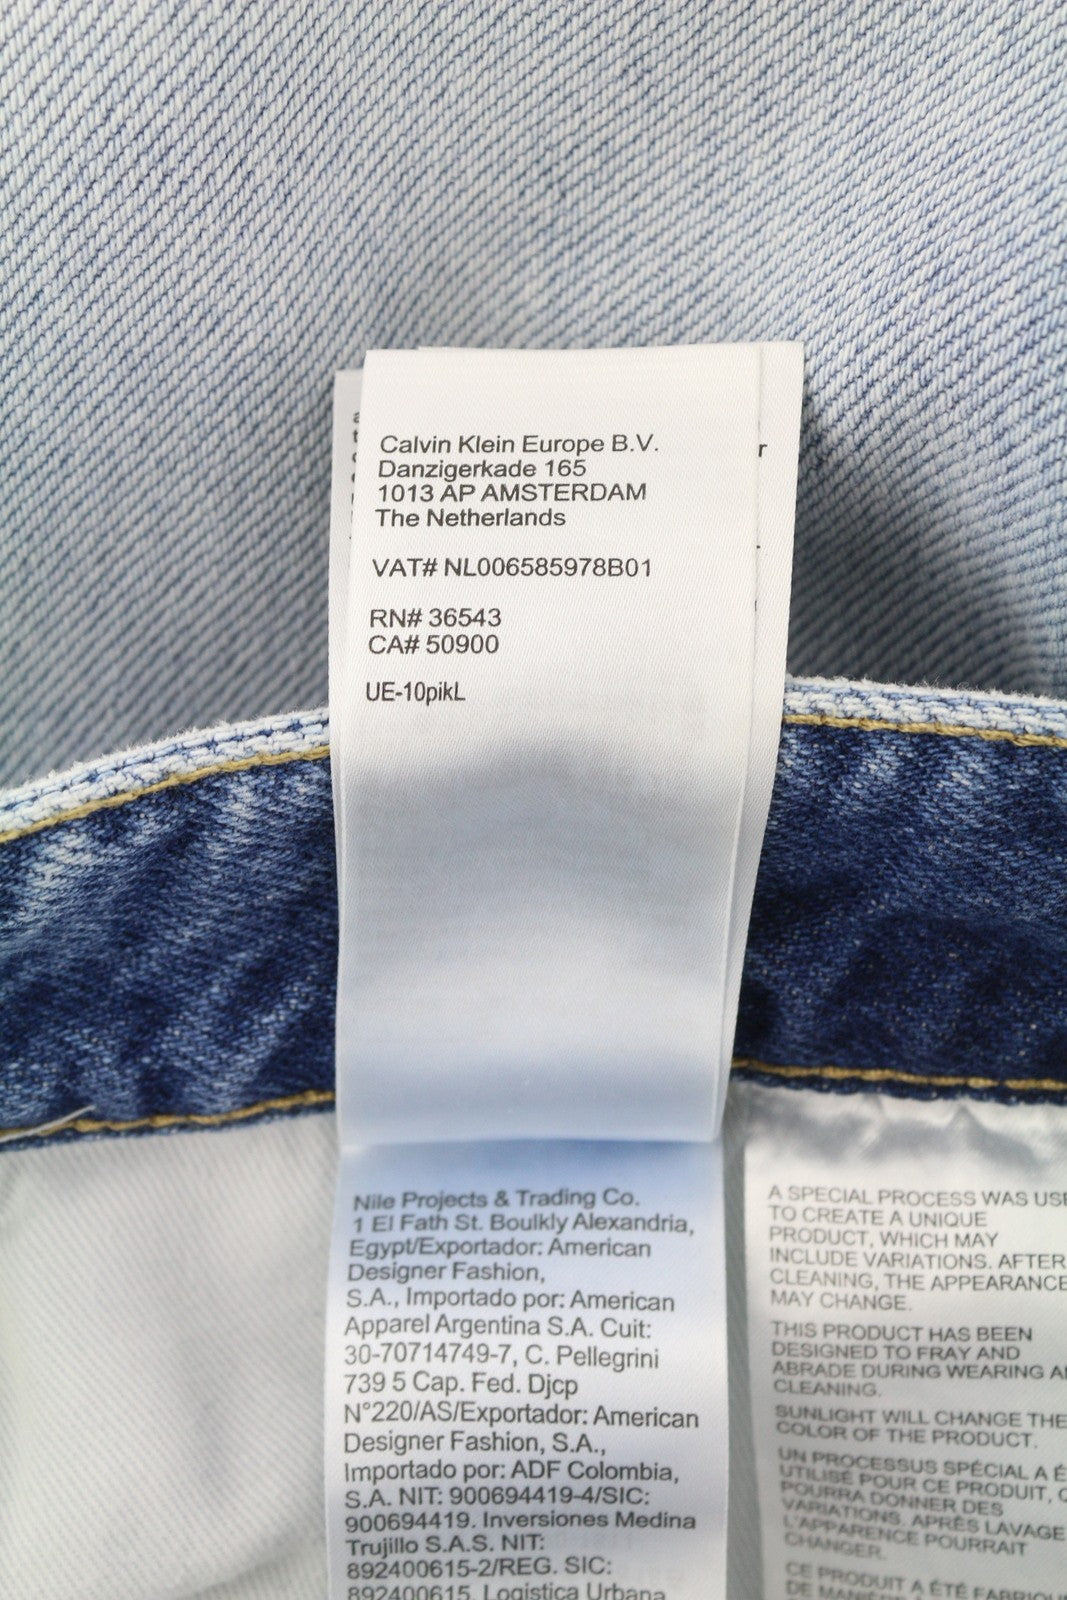 Calvin Klein Europe B.V.
Danzigerkade 165
1013 AP AMSTERDAM
The Netherlands
VAT# NL006585978B01
RN# 36543
CA# 50900
UE-10pikL
Nile Projects & Trading Co.
1 El Fath St. Boulkly Alexandria,
Egypt/Exportador: American
Designer Fashion,
S.A., Importado por: American
Apparel Argentina S.A. Cuit:
30-70714749-7, C. Pellegrini
739 5 Cap. Fed. Djcp
N°220/AS/Exportador: American
Designer Fashion, S.A.,
Importado por: ADF Colombia,
S.A. NIT: 900694419-4/SIC:
900694419. Inversiones Medina
Trujillo S.A.S. NIT:
892400615-2/REG. SIC:
892400615. Logistica Urbana
A SPECIAL PROCESS WAS USE
TO CREATE A UNIQUE
PRODUCT, WHICH MAY
INCLUDE VARIATIONS. AFTER
CLEANING, THE APPEARANCE
MAY CHANGE.
THIS PRODUCT HAS BEEN
DESIGNED TO FRAY AND
ABRADE DURING WEARING A
CLEANING.
SUNLIGHT WILL CHANGE THE
COLOR OF THE PRODUCT.
UN PROCESSUS SPÉCIAL A É
UTILISÉ POUR CE PRODUIT,
POURRA DONNER DES
VARIATIONS. APRÈS LAVAGE
L'APPARENCE POURRAIT
CHANGER.
CE PRODUIT A ÉTÉ FABRIQU
DE MANIÈRE